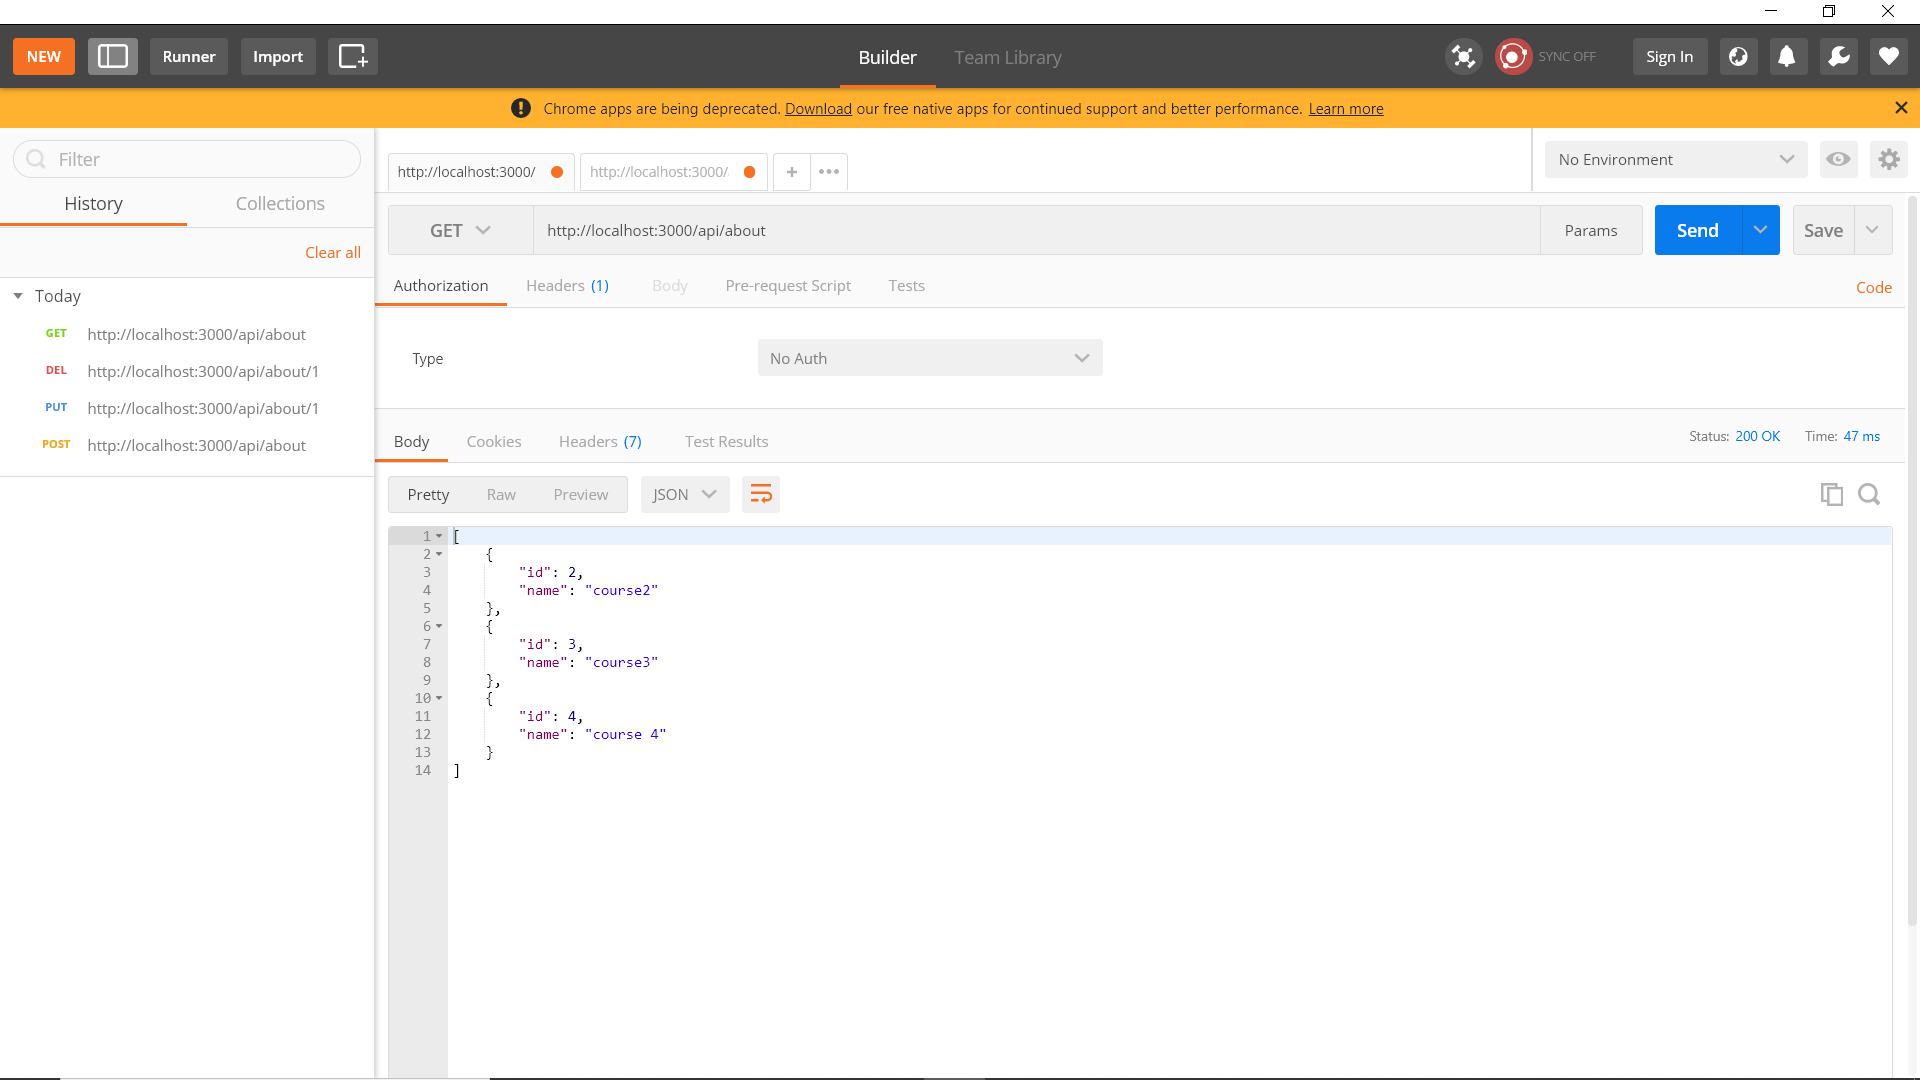 NEW Runner Import Builder Team Library SYNC OFF Sign In
Chrome apps are being deprecated. Download our free native apps for continued support and better performance. Learn more
Filter
History Collections
Clear all
Today
GET http://localhost:3000/api/about
DEL http://localhost:3000/api/about/1
PUT http://localhost:3000/api/about/1
POST http://localhost:3000/api/about
http://localhost:3000/ http://localhost:3000/ + ••• No Environment
GET http://localhost:3000/api/about Params Send Save
Authorization Headers (1) Body Pre-request Script Tests Code
Type No Auth
Body Cookies Headers (7) Test Results Status: 200 OK Time: 47 ms
Pretty Raw Preview JSON
1 [
2 {
3 "id": 2,
4 "name": "course2"
5 },
6 {
7 "id": 3,
8 "name": "course3"
9 },
10 {
11 "id": 4,
12 "name": "course 4"
13 }
14 ]